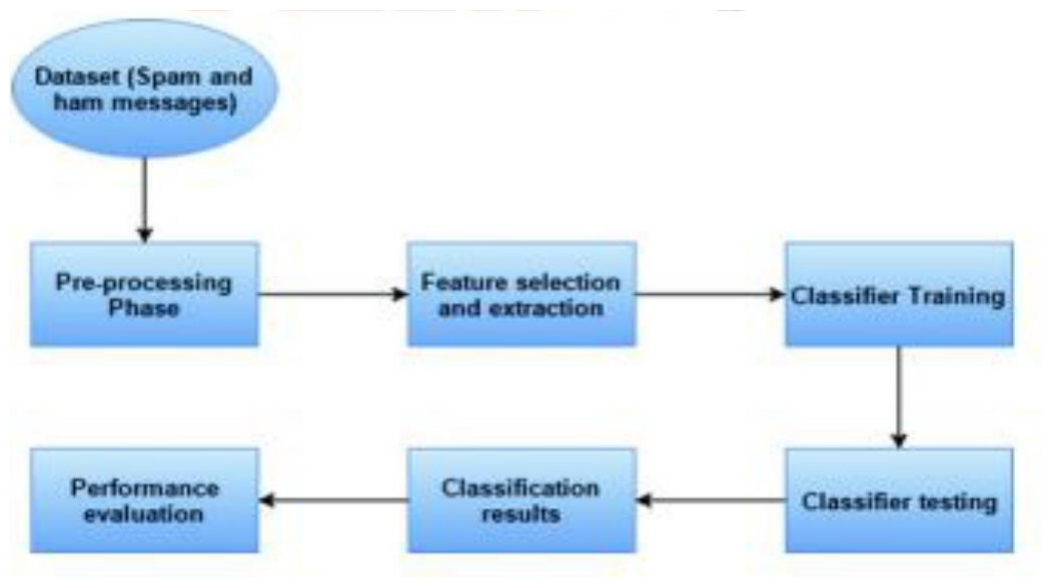 Dataset (Spam and
ham messages)
Pre-processing
Phase
Feature selection
and extraction
Classifier Training
Classifier testing
Classification
results
Performance
evaluation